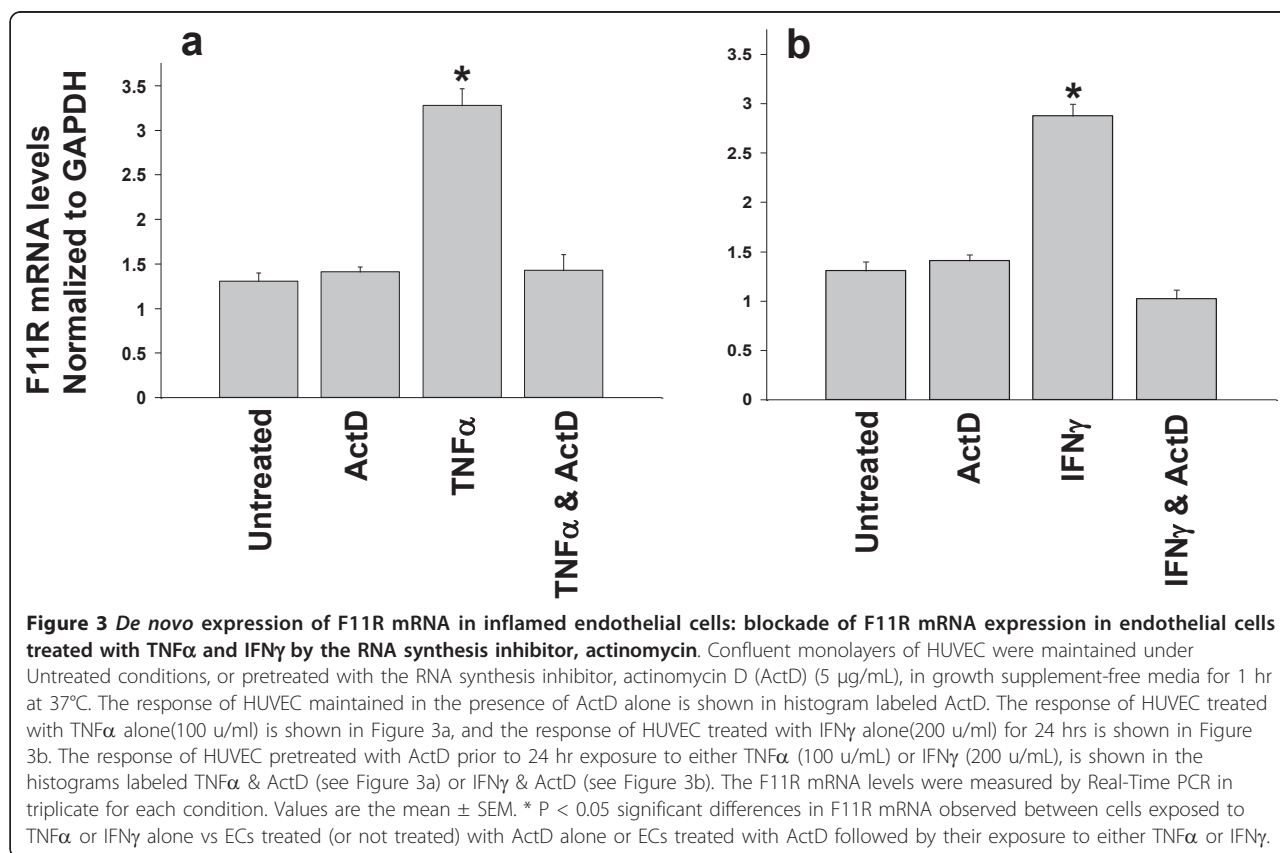 a
b
F11R mRNA levels
Normalized to GAPDH
3.5
3
2.5
2
1.5
1
0.5
0
*
Untreated
ActD
TNFα
TNFα & ActD
3.5
3
2.5
2
1.5
1
0.5
0
*
Untreated
ActD
IFNγ
IFNγ & ActD
Figure 3 De novo expression of F11R mRNA in inflamed endothelial cells: blockade of F11R mRNA expression in endothelial cells
treated with TNFα and IFNγ by the RNA synthesis inhibitor, actinomycin. Confluent monolayers of HUVEC were maintained under
Untreated conditions, or pretreated with the RNA synthesis inhibitor, actinomycin D (ActD) (5 μg/mL), in growth supplement-free media for 1 hr
at 37°C. The response of HUVEC maintained in the presence of ActD alone is shown in histogram labeled ActD. The response of HUVEC treated
with TNFα alone(100 u/ml) is shown in Figure 3a, and the response of HUVEC treated with IFNγ alone(200 u/ml) for 24 hrs is shown in Figure
3b. The response of HUVEC pretreated with ActD prior to 24 hr exposure to either TNFα (100 u/mL) or IFNγ (200 u/mL), is shown in the
histograms labeled TNFα & ActD (see Figure 3a) or IFNγ & ActD (see Figure 3b). The F11R mRNA levels were measured by Real-Time PCR in
triplicate for each condition. Values are the mean ± SEM. * P < 0.05 significant differences in F11R mRNA observed between cells exposed to
TNFα or IFNγ alone vs ECs treated (or not treated) with ActD alone or ECs treated with ActD followed by their exposure to either TNFα or IFNγ.